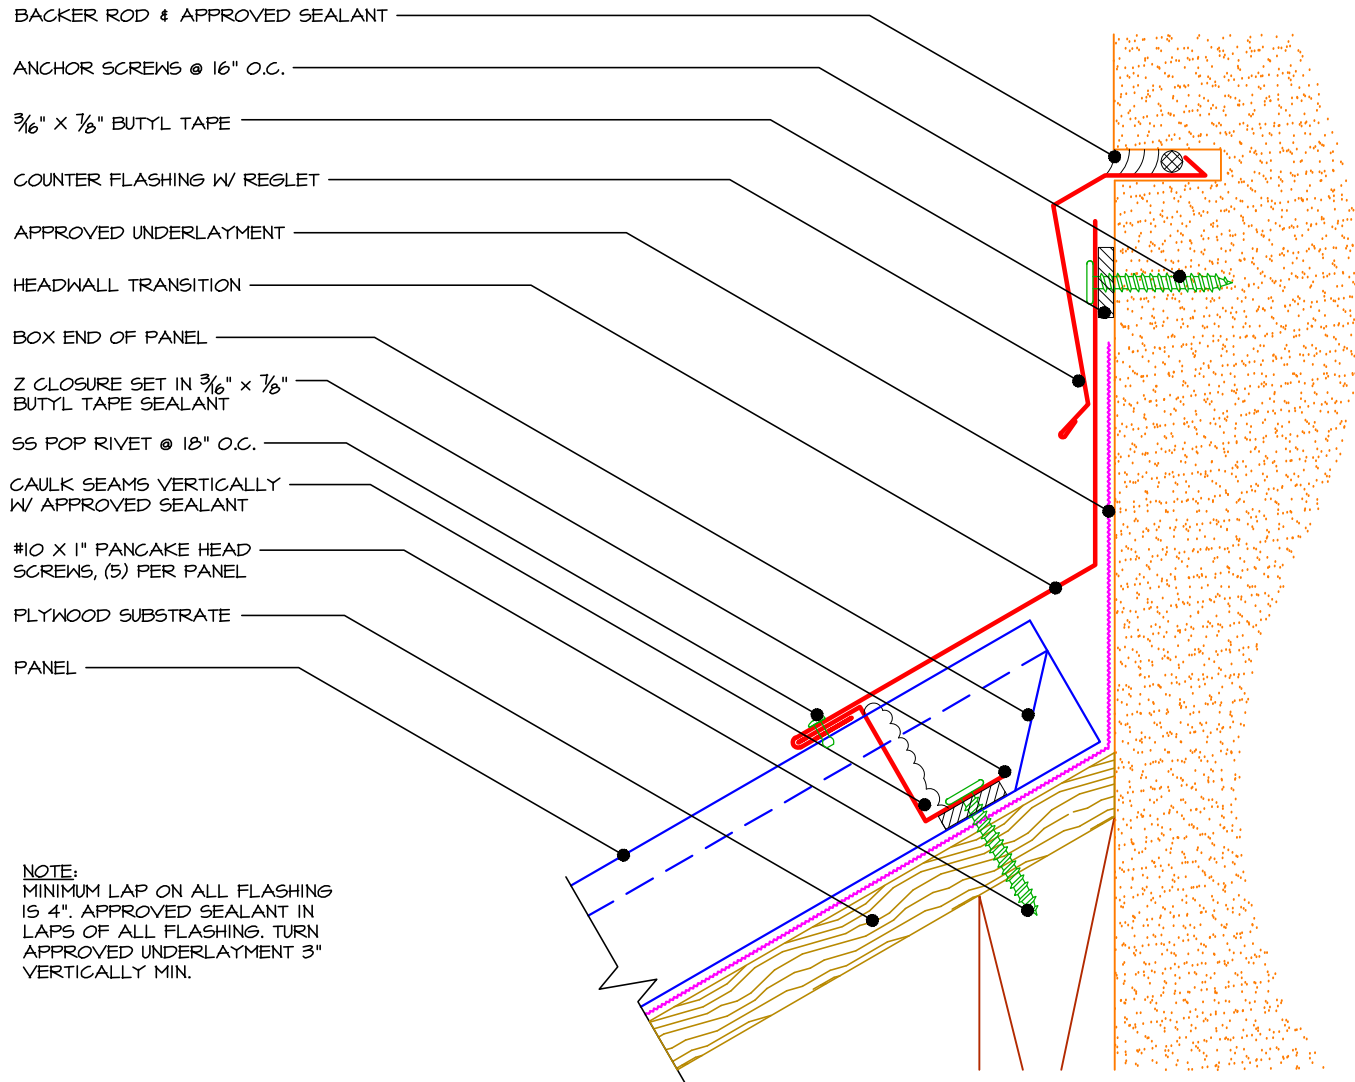 BACKER ROD & APPROVED SEALANT
ANCHOR SCREWS @ 16" O.C.
3/16" X 7/8" BUTYL TAPE
COUNTER FLASHING W/ REGLET
APPROVED UNDERLAYMENT
HEADWALL TRANSITION
BOX END OF PANEL
Z CLOSURE SET IN 3/16" x 7/8"
BUTYL TAPE SEALANT
SS POP RIVET @ 18" O.C.
CAULK SEAMS VERTICALLY
W/ APPROVED SEALANT
#10 X 1" PANCAKE HEAD
SCREWS, (5) PER PANEL
PLYWOOD SUBSTRATE
PANEL
NOTE:
MINIMUM LAP ON ALL FLASHING
IS 4". APPROVED SEALANT IN
LAPS OF ALL FLASHING. TURN
APPROVED UNDERLAYMENT 3"
VERTICALLY MIN.